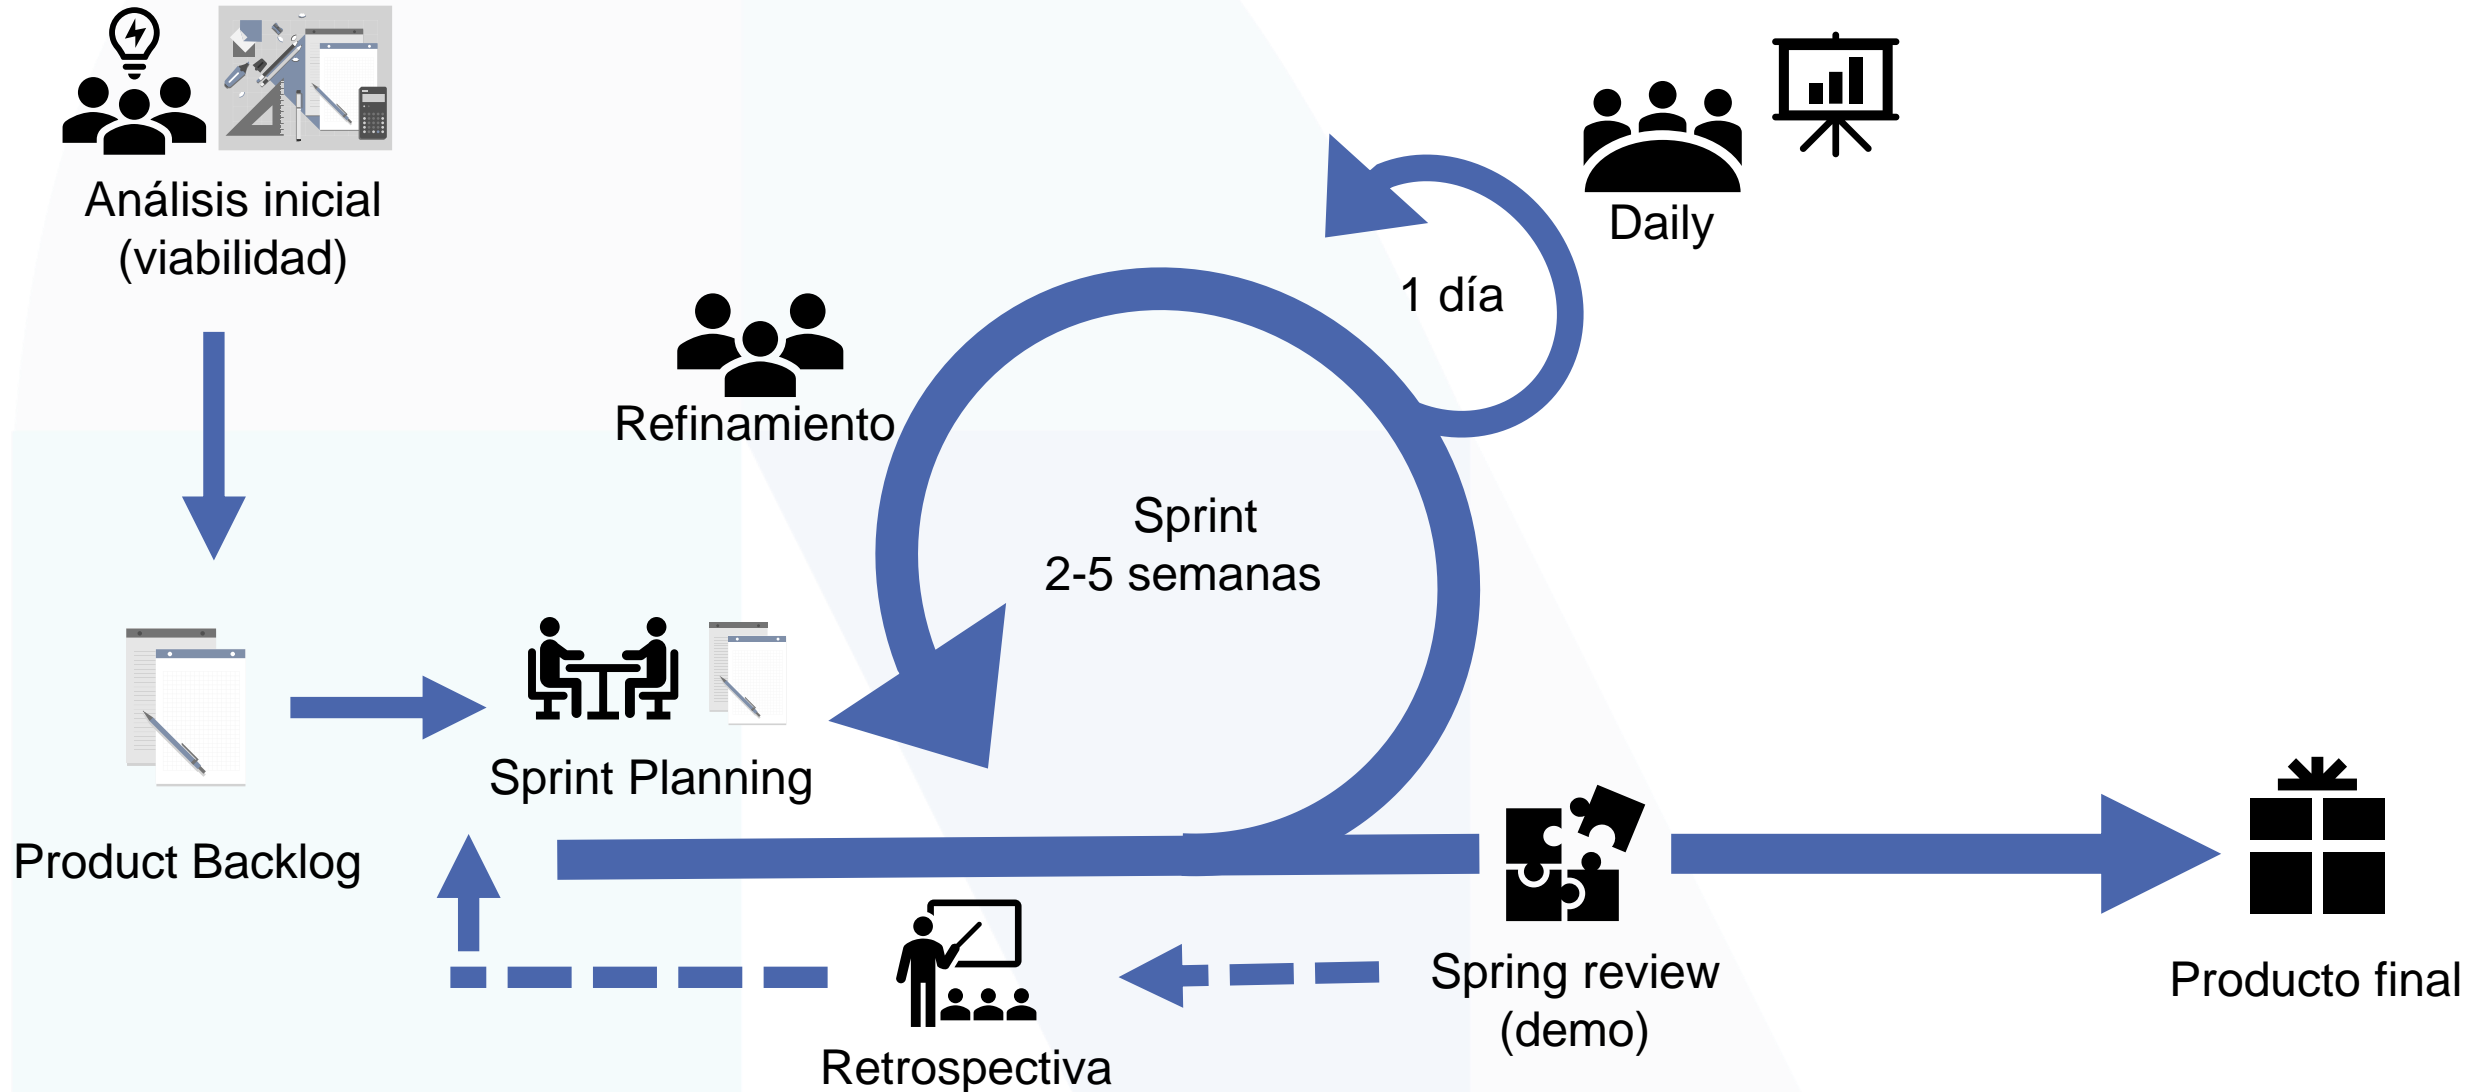 Análisis inicial
(viabilidad)
Daily
1 día
Refinamiento
Sprint
2-5 semanas
Sprint Planning
Product Backlog
Spring review
(demo)
Producto final
Retrospectiva